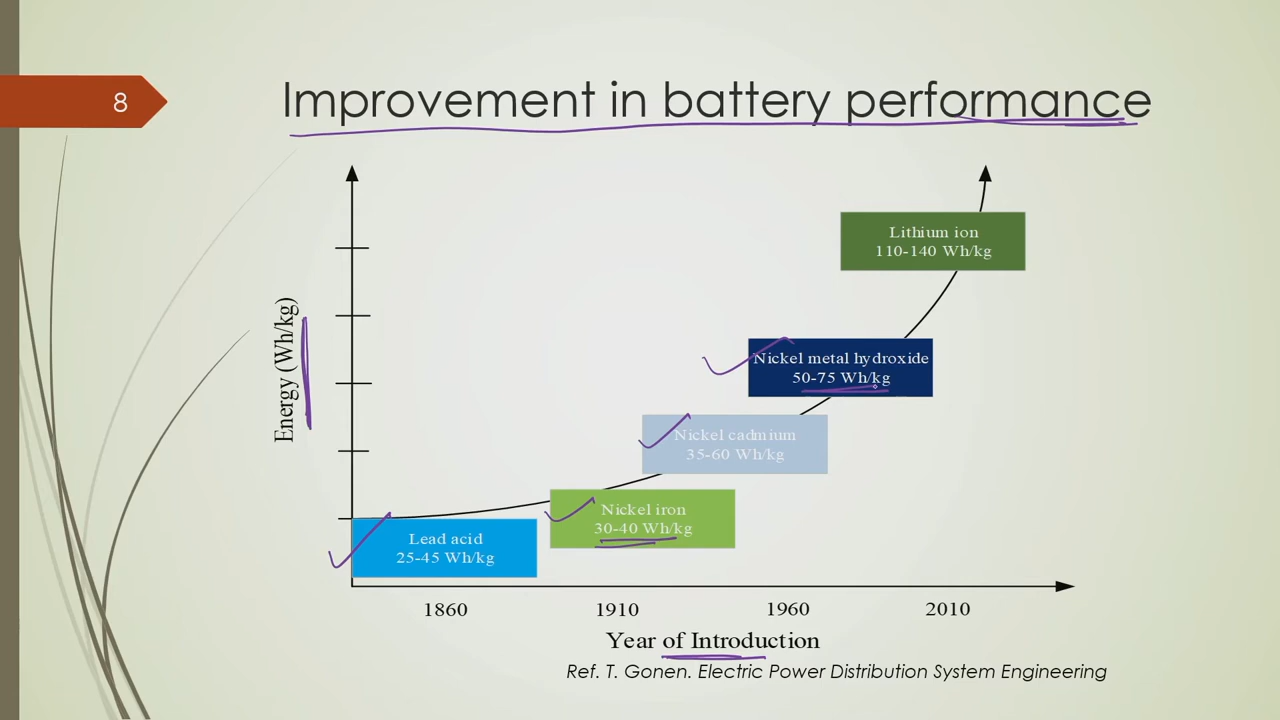 8
Improvement in battery performance
Energy (Wh/kg)
Lithium ion
110-140 Wh/kg
Nickel metal hydroxide
50-75 Wh/kg
Nickel cadmium
35-60 Wh/kg
Nickel iron
30-40 Wh/kg
Lead acid
25-45 Wh/kg
1860 1910 1960 2010
Year of Introduction
Ref. T. Gonen. Electric Power Distribution System Engineering